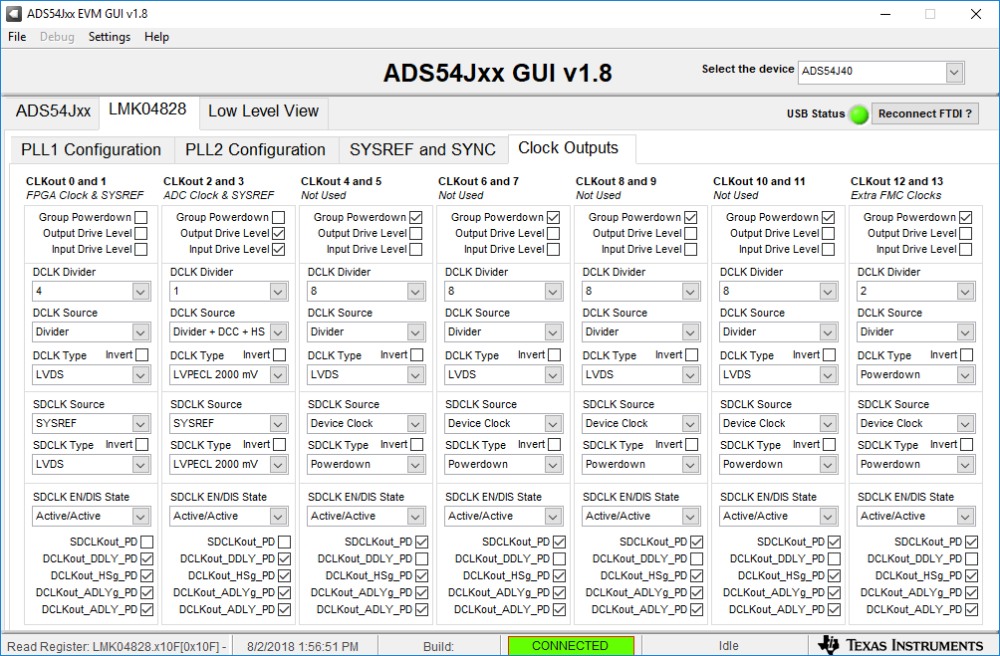 ADS54Jxx EVM GUI v1.8
File Debug Settings Help
ADS54Jxx GUI v1.8
Select the device ADS54J40
ADS54Jxx LMK04828 Low Level View
USB Status Reconnect FTDI ?
PLL1 Configuration PLL2 Configuration SYSREF and SYNC Clock Outputs
CLKout 0 and 1 CLKout 2 and 3 CLKout 4 and 5 CLKout 6 and 7 CLKout 8 and 9 CLKout 10 and 11 CLKout 12 and 13
FPGA Clock & SYSREF ADC Clock & SYSREF Not Used Not Used Not Used Not Used Extra FMC Clocks
Group Powerdown Group Powerdown Group Powerdown Group Powerdown Group Powerdown Group Powerdown Group Powerdown
Output Drive Level Output Drive Level Output Drive Level Output Drive Level Output Drive Level Output Drive Level Output Drive Level
Input Drive Level Input Drive Level Input Drive Level Input Drive Level Input Drive Level Input Drive Level Input Drive Level
DCLK Divider DCLK Divider DCLK Divider DCLK Divider DCLK Divider DCLK Divider DCLK Divider
4 1 8 8 8 8 2
DCLK Source DCLK Source DCLK Source DCLK Source DCLK Source DCLK Source DCLK Source
Divider Divider + DCC + HS Divider Divider Divider Divider Divider
DCLK Type Invert DCLK Type Invert DCLK Type Invert DCLK Type Invert DCLK Type Invert DCLK Type Invert DCLK Type Invert
LVDS LVPECL 2000 mV LVDS LVDS LVDS LVDS Powerdown
SDCLK Source SDCLK Source SDCLK Source SDCLK Source SDCLK Source SDCLK Source SDCLK Source
SYSREF SYSREF Device Clock Device Clock Device Clock Device Clock Device Clock
SDCLK Type Invert SDCLK Type Invert SDCLK Type Invert SDCLK Type Invert SDCLK Type Invert SDCLK Type Invert SDCLK Type Invert
LVDS LVPECL 2000 mV Powerdown Powerdown Powerdown Powerdown Powerdown
SDCLK EN/DIS State SDCLK EN/DIS State SDCLK EN/DIS State SDCLK EN/DIS State SDCLK EN/DIS State SDCLK EN/DIS State SDCLK EN/DIS State
Active/Active Active/Active Active/Active Active/Active Active/Active Active/Active Active/Active
SDCLKout_PD SDCLKout_PD SDCLKout_PD SDCLKout_PD SDCLKout_PD SDCLKout_PD SDCLKout_PD
DCLKout_DDLY_PD DCLKout_DDLY_PD DCLKout_DDLY_PD DCLKout_DDLY_PD DCLKout_DDLY_PD DCLKout_DDLY_PD DCLKout_DDLY_PD
DCLKout_HSg_PD DCLKout_HSg_PD DCLKout_HSg_PD DCLKout_HSg_PD DCLKout_HSg_PD DCLKout_HSg_PD DCLKout_HSg_PD
DCLKout_ADLYg_PD DCLKout_ADLYg_PD DCLKout_ADLYg_PD DCLKout_ADLYg_PD DCLKout_ADLYg_PD DCLKout_ADLYg_PD DCLKout_ADLYg_PD
DCLKout_ADLY_PD DCLKout_ADLY_PD DCLKout_ADLY_PD DCLKout_ADLY_PD DCLKout_ADLY_PD DCLKout_ADLY_PD DCLKout_ADLY_PD
Read Register: LMK04828.x10F[0x10F] - 8/2/2018 1:56:51 PM Build: CONNECTED Idle TEXAS INSTRUMENTS